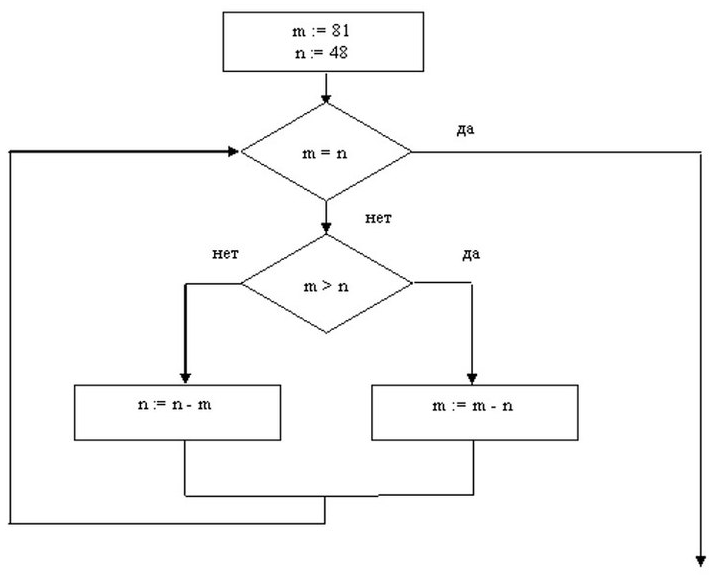 m := 81
n := 48
да
m = n
нет
нет
да
m > n
n := n - m
m := m - n